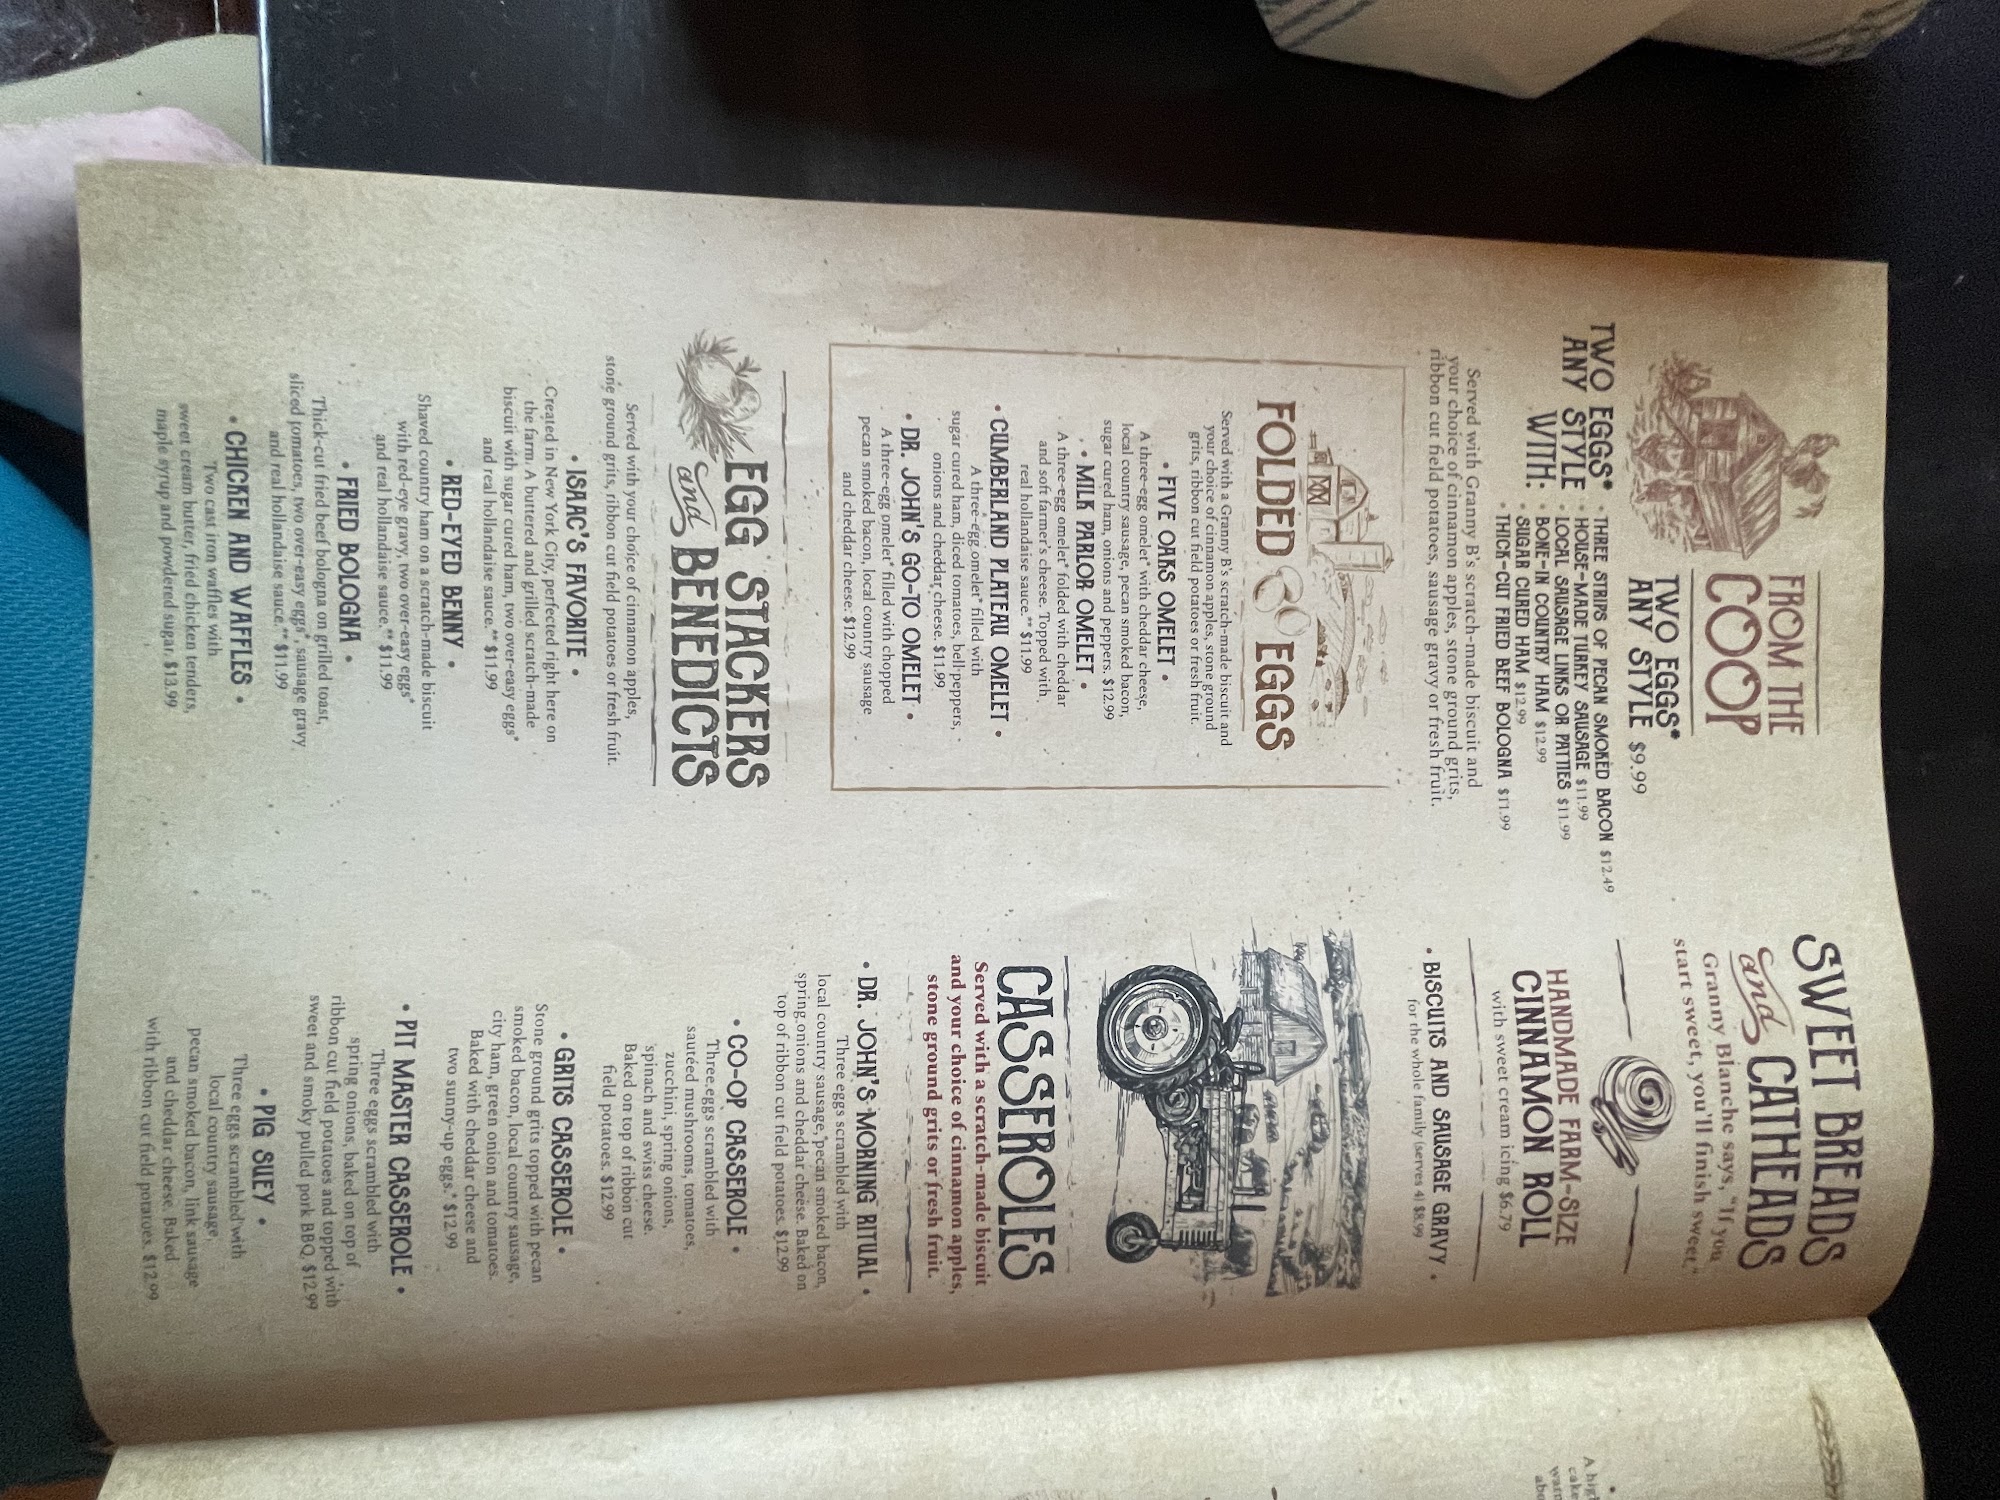 FROM THE
COOP
TWO EGGS*
ANY STYLE $9.99
TWO EGGS*
ANY STYLE
WITH:
• THREE STRIPS OF PECAN SMOKED BACON $12.49
• HOUSE-MADE TURKEY SAUSAGE $11.99
• LOCAL SAUSAGE LINKS OR PATTIES $11.99
• BONE-IN COUNTRY HAM $12.99
• SUGAR CURED HAM $12.99
• THICK-CUT FRIED BEEF BOLOGNA $11.99
Served with Granny B's scratch-made biscuit and
your choice of cinnamon apples, stone ground grits,
ribbon cut field potatoes, sausage gravy or fresh fruit.
FOLDED EGGS
Served with a Granny B's scratch-made biscuit and
your choice of cinnamon apples, stone ground
grits, ribbon cut field potatoes or fresh fruit.
• FIVE OAKS OMELET •
A three-egg omelet* with cheddar cheese,
local country sausage, pecan smoked bacon,
sugar cured ham, onions and peppers. $12.99
• MILK PARLOR OMELET •
A three-egg omelet* folded with cheddar
and soft farmer's cheese. Topped with
real hollandaise sauce.** $11.99
• CUMBERLAND PLATEAU OMELET •
A three-egg omelet* filled with
sugar cured ham, diced tomatoes, bell peppers,
onions and cheddar cheese. $11.99
• DR. JOHN'S GO-TO OMELET •
A three-egg omelet* filled with chopped
pecan smoked bacon, local country sausage
and cheddar cheese. $12.99
EGG STACKERS
and BENEDICTS
Served with your choice of cinnamon apples,
stone ground grits, ribbon cut field potatoes or fresh fruit.
• ISAC'S FAVORITE •
Created in New York City, perfected right here on
the farm. A buttered and grilled scratch-made
biscuit with sugar cured ham, two over-easy eggs*
and real hollandaise sauce.** $11.99
• RED-EYED BENNY •
Shaved country ham on a scratch-made biscuit
with red-eye gravy, two over-easy eggs*
and real hollandaise sauce.** $11.99
• FRIED BOLOGNA •
Thick-cut fried beef bologna on grilled toast,
sliced tomatoes, two over-easy eggs*, sausage gravy
and real hollandaise sauce.** $11.99
• CHICKEN AND WAFFLES •
Two cast iron waffles with
sweet cream butter, fried chicken tenders,
maple syrup and powdered sugar. $13.99
SWEET BREADS
and CATHEADS
Granny Blanche says, "If you
start sweet, you'll finish sweet."
HANDMADE FARM-SIZE
CINNAMON ROLL
with sweet cream icing $6.79
• BISCUITS AND SAUSAGE GRAVY •
for the whole family (serves 4) $8.99
CASSEROLES
Served with a scratch-made biscuit
and your choice of cinnamon apples,
stone ground grits or fresh fruit.
• DR. JOHN'S MORNING RITUAL •
Three eggs scrambled with
local country sausage, pecan smoked bacon,
spring onions and cheddar cheese. Baked on
top of ribbon cut field potatoes. $12.99
• CO-OP CASSEROLE •
Three eggs scrambled with
sautéed mushrooms, tomatoes,
zucchini, spring onions,
spinach and swiss cheese.
Baked on top of ribbon cut
field potatoes. $12.99
• GRITS CASSEROLE •
Stone ground grits topped with pecan
smoked bacon, local country sausage,
city ham, green onion and tomatoes.
Baked with cheddar cheese and
two sunny-up eggs.* $12.99
• PIT MASTER CASSEROLE •
Three eggs scrambled with
spring onions, baked on top of
ribbon cut field potatoes and topped with
sweet and smoky pulled pork BBQ. $12.99
• PIG SUEY •
Three eggs scrambled with
local country sausage,
pecan smoked bacon, link sausage
and cheddar cheese. Baked
with ribbon cut field potatoes. $12.99